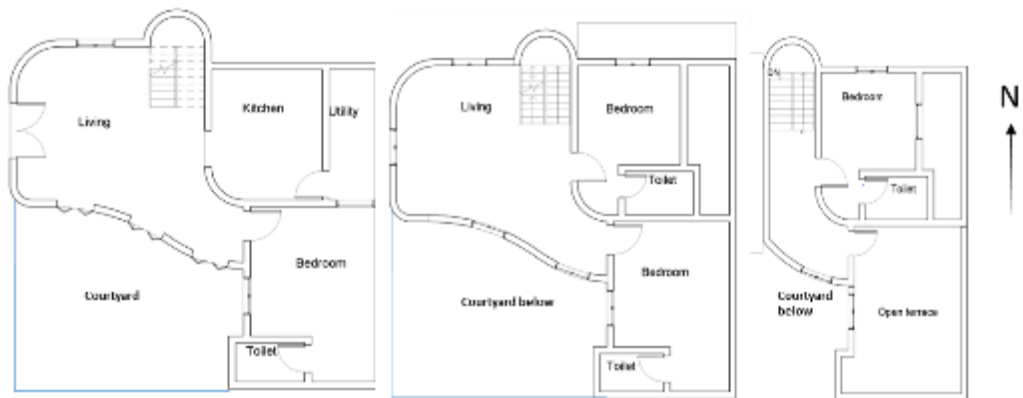 Living
Kitchen
Utility
Bedroom
Courtyard
Toilet
Living
Bedroom
Toilet
Bedroom
Courtyard below
Toilet
DN
Bedroom
Toilet
Courtyard
below
Open terrace
N